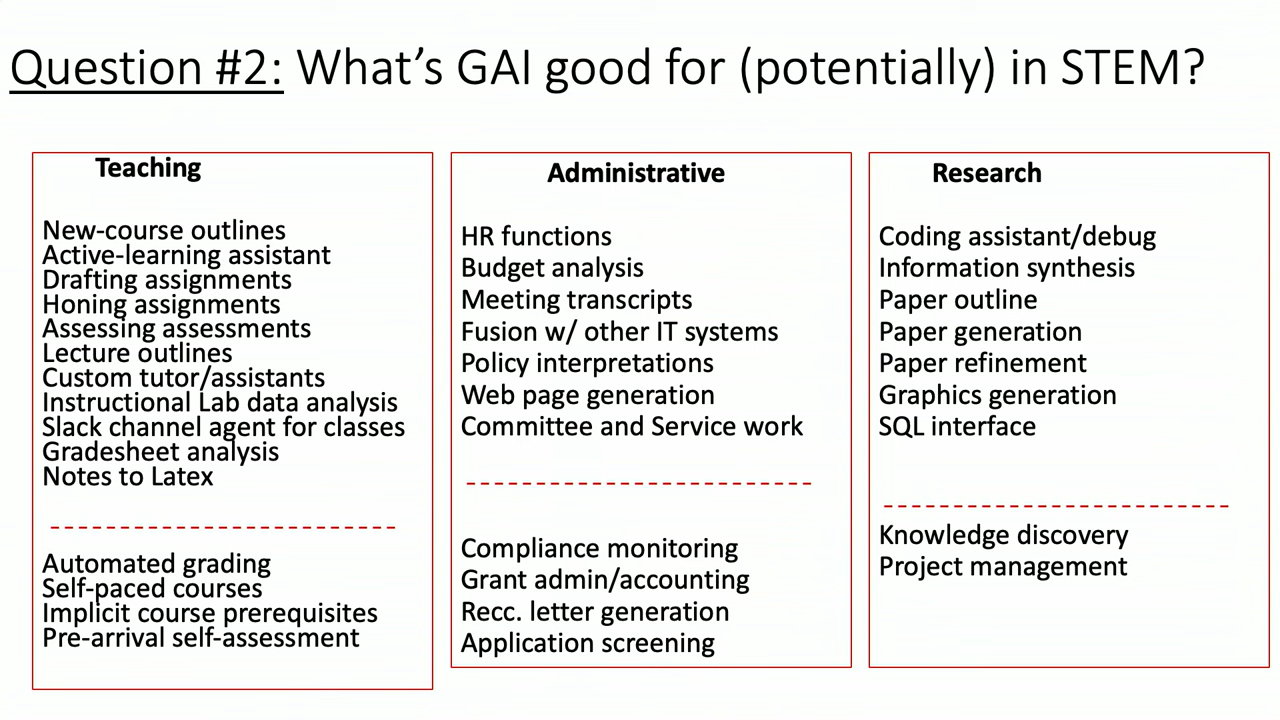 Question #2: What's GAI good for (potentially) in STEM?
Teaching
New-course outlines
Active-learning assistant
Drafting assignments
Honing assignments
Assessing assessments
Lecture outlines
Custom tutor/assistants
Instructional Lab data analysis
Slack channel agent for classes
Gradesheet analysis
Notes to Latex
Automated grading
Self-paced courses
Implicit course prerequisites
Pre-arrival self-assessment
Administrative
HR functions
Budget analysis
Meeting transcripts
Fusion w/ other IT systems
Policy interpretations
Web page generation
Committee and Service work
Compliance monitoring
Grant admin/accounting
Recc. letter generation
Application screening
Research
Coding assistant/debug
Information synthesis
Paper outline
Paper generation
Paper refinement
Graphics generation
SQL interface
Knowledge discovery
Project management